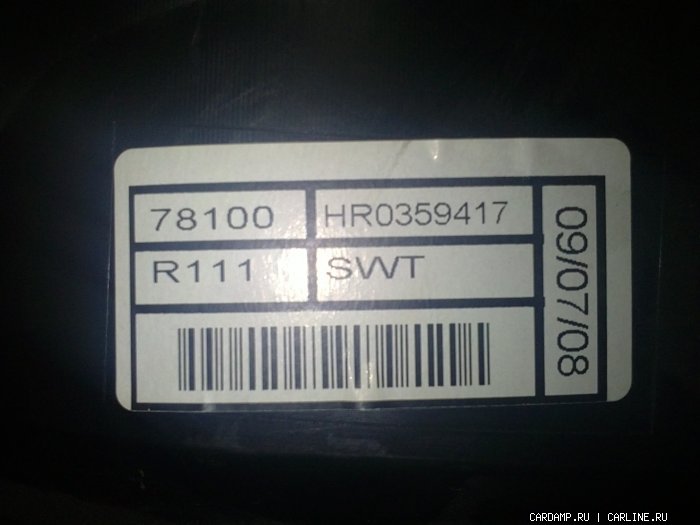 78100 HR0359417
R111 SWT
09/07/08
CARDAMP.RU | CARLINE.RU